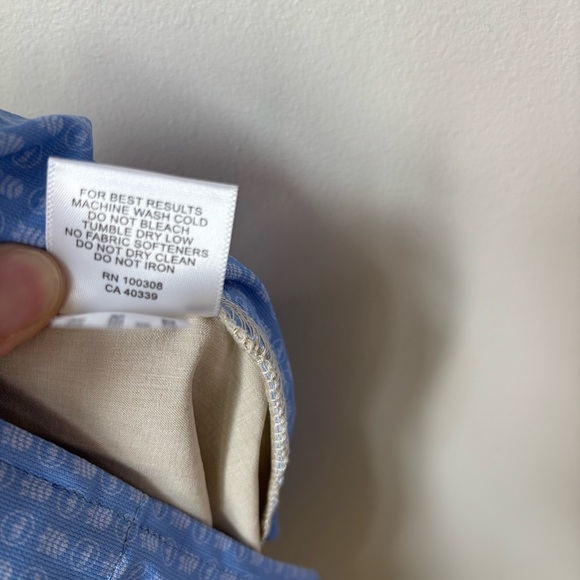 FOR BEST RESULTS
MACHINE WASH COLD
DO NOT BLEACH
TUMBLE DRY LOW
NO FABRIC SOFTENERS
DO NOT DRY CLEAN
DO NOT IRON
RN 100308
CA 40339